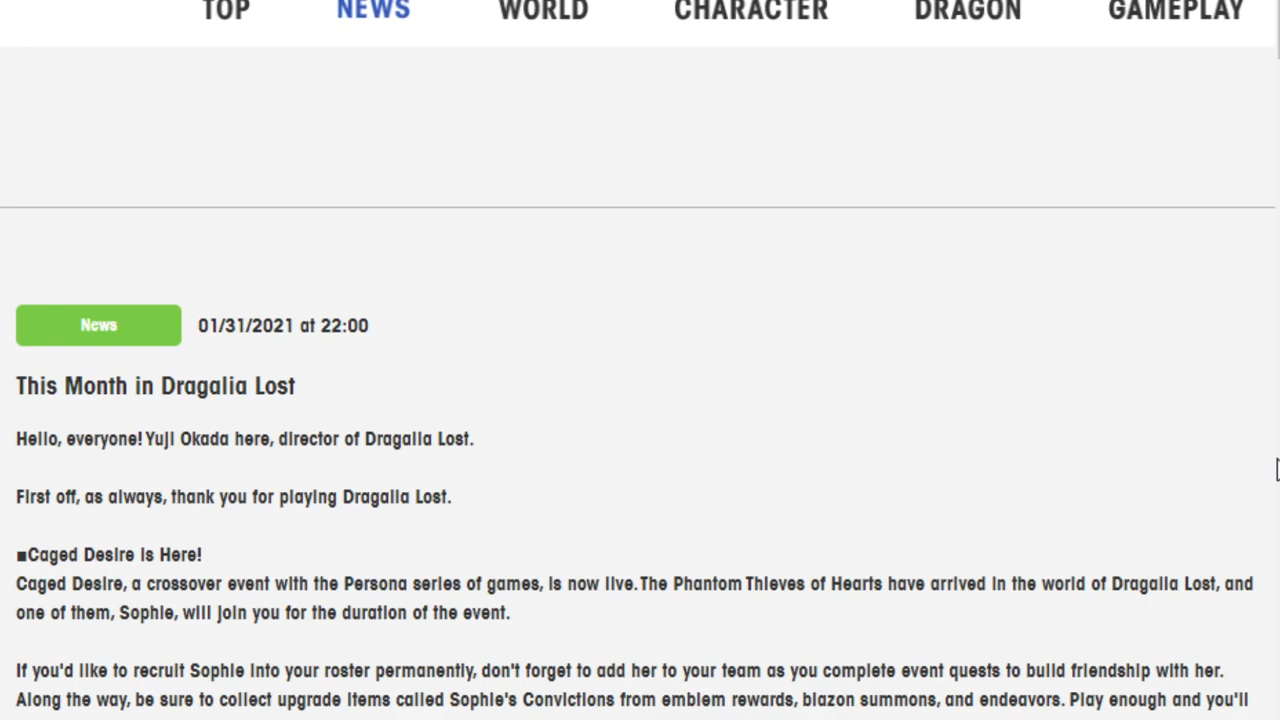 TOP NEWS WORLD CHARACTER DRAGON GAMEPLAY
News 01/31/2021 at 22:00
This Month in Dragalia Lost
Hello, everyone! Yuji Okada here, director of Dragalia Lost.
First off, as always, thank you for playing Dragalia Lost.
■Caged Desire Is Here!
Caged Desire, a crossover event with the Persona series of games, is now live. The Phantom Thieves of Hearts have arrived in the world of Dragalia Lost, and
one of them, Sophie, will join you for the duration of the event.
If you'd like to recruit Sophie into your roster permanently, don't forget to add her to your team as you complete event quests to build friendship with her.
Along the way, be sure to collect upgrade items called Sophie's Convictions from emblem rewards, blazon summons, and endeavors. Play enough and you'll